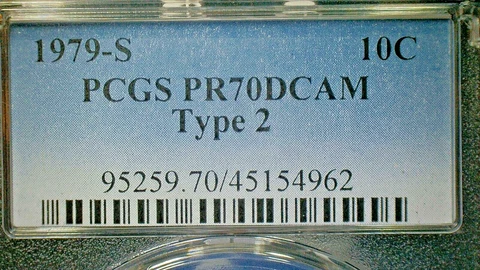 1979-S 10C
PCGS PR70DCAM
Type 2
95259.70/45154962